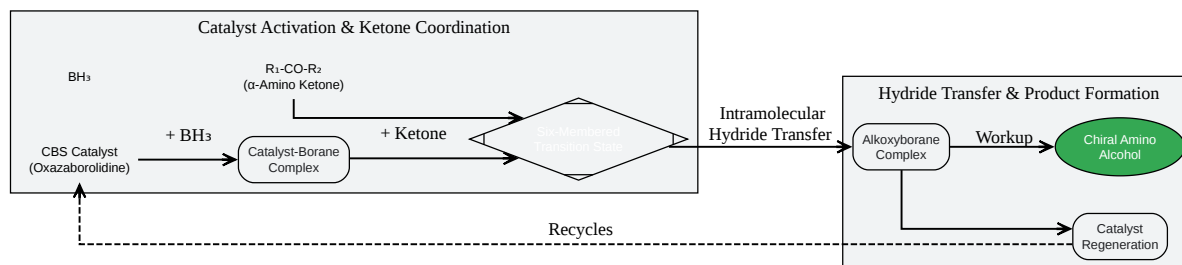 Catalyst Activation & Ketone Coordination
BH₃
R₁-CO-R₂
(α-Amino Ketone)
+ BH₃
+ Ketone
CBS Catalyst
(Oxazaborolidine)
Catalyst-Borane
Complex
Six-Membered
Transition State
Intramolecular
Hydride Transfer
Hydride Transfer & Product Formation
Alkoxyborane
Complex
Workup
Chiral Amino
Alcohol
Catalyst
Regeneration
Recycles